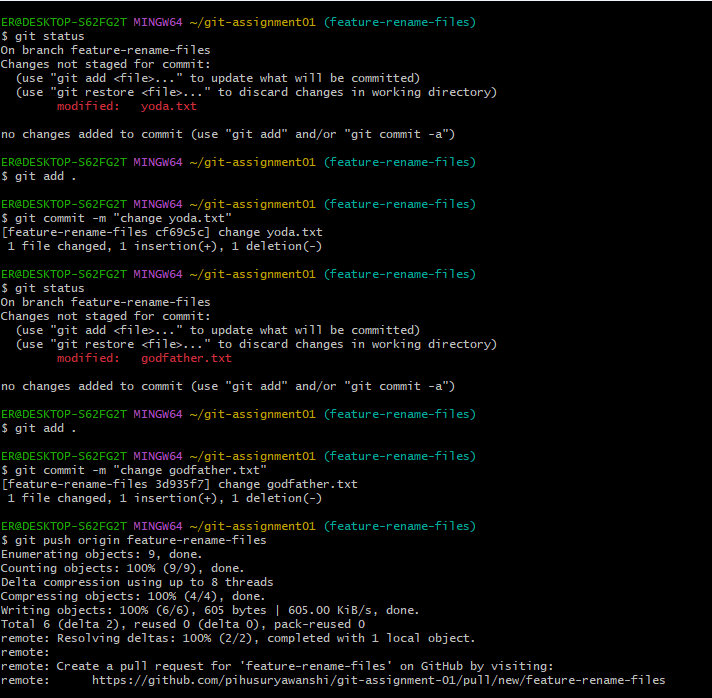 ER@DESKTOP-S62FG2T MINGW64 ~/git-assignment01 (feature-rename-files)
$ git status
On branch feature-rename-files
Changes not staged for commit:
  (use "git add <file>..." to update what will be committed)
  (use "git restore <file>..." to discard changes in working directory)
        modified:   yoda.txt
no changes added to commit (use "git add" and/or "git commit -a")
ER@DESKTOP-S62FG2T MINGW64 ~/git-assignment01 (feature-rename-files)
$ git add .
ER@DESKTOP-S62FG2T MINGW64 ~/git-assignment01 (feature-rename-files)
$ git commit -m "change yoda.txt"
[feature-rename-files cf69c5c] change yoda.txt
 1 file changed, 1 insertion(+), 1 deletion(-)
ER@DESKTOP-S62FG2T MINGW64 ~/git-assignment01 (feature-rename-files)
$ git status
On branch feature-rename-files
Changes not staged for commit:
  (use "git add <file>..." to update what will be committed)
  (use "git restore <file>..." to discard changes in working directory)
        modified:   godfather.txt
no changes added to commit (use "git add" and/or "git commit -a")
ER@DESKTOP-S62FG2T MINGW64 ~/git-assignment01 (feature-rename-files)
$ git add .
ER@DESKTOP-S62FG2T MINGW64 ~/git-assignment01 (feature-rename-files)
$ git commit -m "change godfather.txt"
[feature-rename-files 3d935f7] change godfather.txt
 1 file changed, 1 insertion(+), 1 deletion(-)
ER@DESKTOP-S62FG2T MINGW64 ~/git-assignment01 (feature-rename-files)
$ git push origin feature-rename-files
Enumerating objects: 9, done.
Counting objects: 100% (9/9), done.
Delta compression using up to 8 threads
Compressing objects: 100% (4/4), done.
Writing objects: 100% (6/6), 605 bytes | 605.00 KiB/s, done.
Total 6 (delta 2), reused 0 (delta 0), pack-reused 0
remote: Resolving deltas: 100% (2/2), completed with 1 local object.
remote:
remote: Create a pull request for 'feature-rename-files' on GitHub by visiting:
remote:      https://github.com/pihusuryawanshi/git-assignment-01/pull/new/feature-rename-files